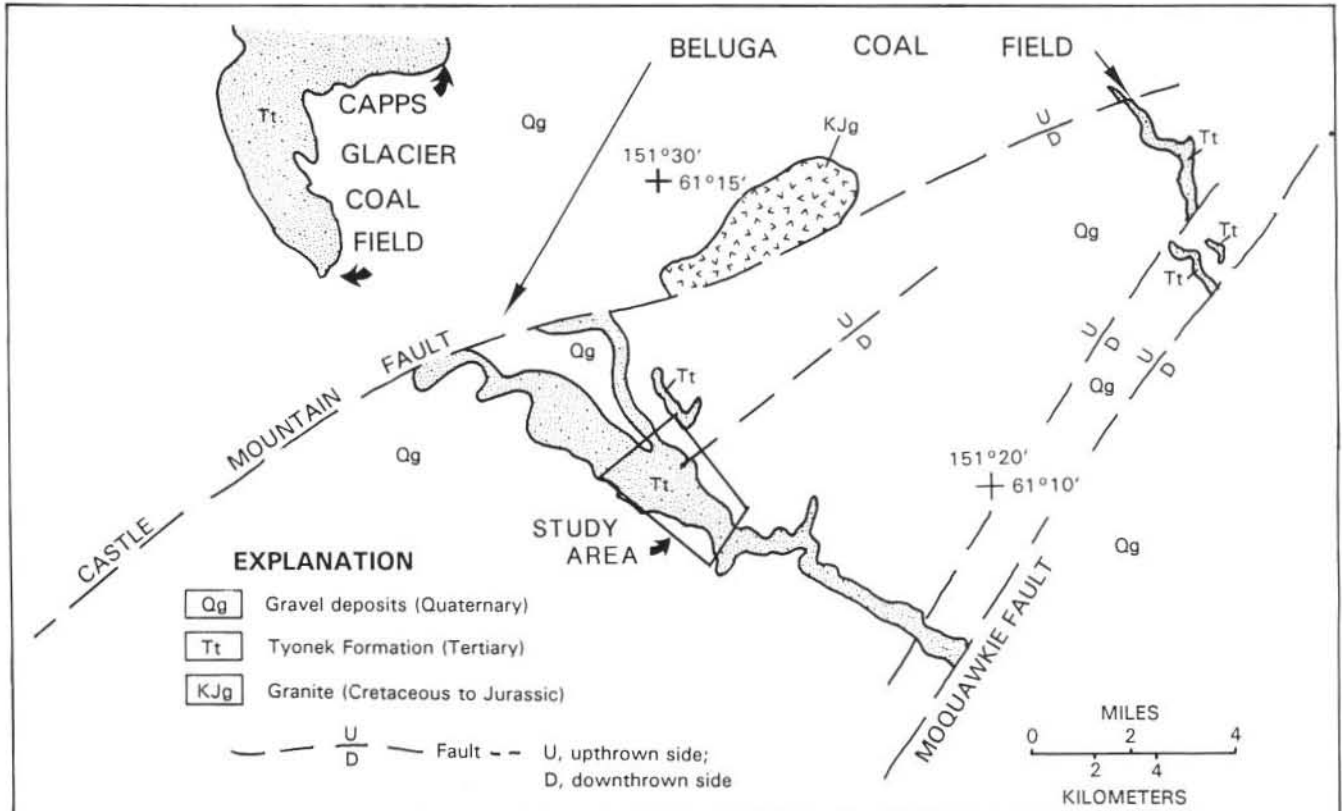 BELUGA COAL FIELD
CAPPS
GLACIER
COAL
FIELD
Tt.
Qg
KJg
151°30'
61°15'
U
D
Tt
Qg
Tt
Tt
CASTLE MOUNTAIN FAULT
Qg
Tt
U
D
U
D
U
D
Qg
Qg
Tt.
151°20'
61°10'
STUDY
AREA
Qg
MOQUAWKIE FAULT
EXPLANATION
Qg Gravel deposits (Quaternary)
Tt Tyonek Formation (Tertiary)
KJg Granite (Cretaceous to Jurassic)
U
D
Fault -- U, upthrown side;
D, downthrown side
MILES
0 2 4
2 4
KILOMETERS